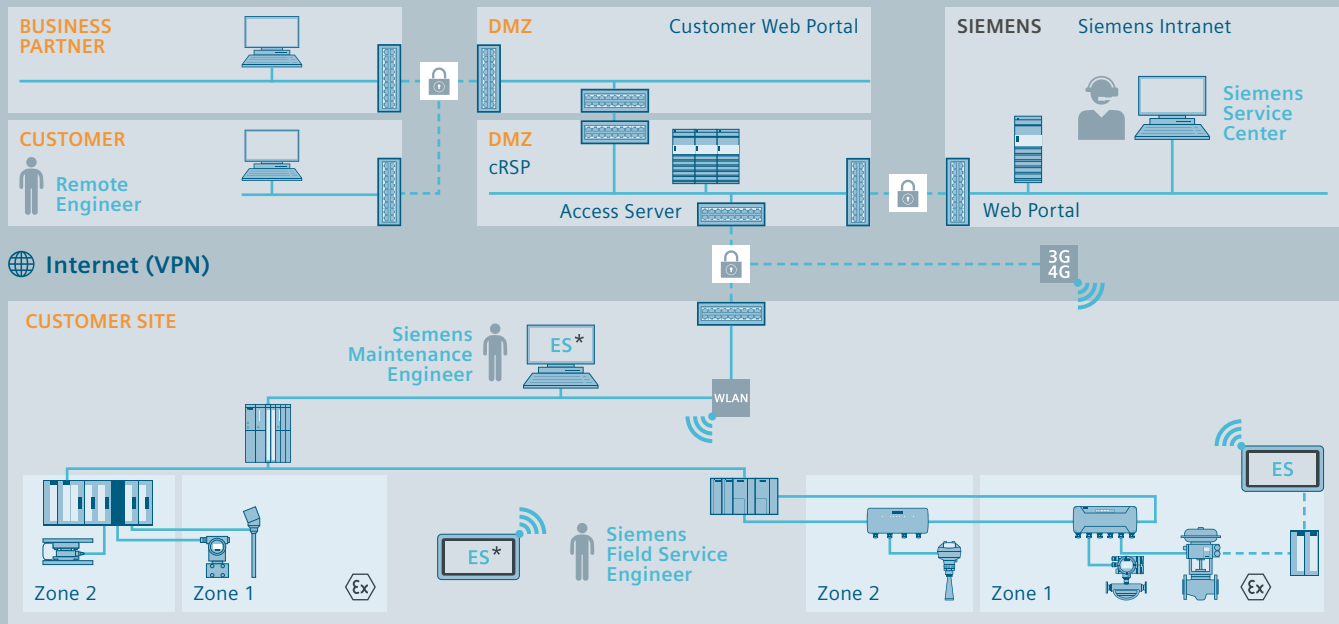 BUSINESS
PARTNER
DMZ
Customer Web Portal
SIEMENS
Siemens Intranet
Siemens
Service
Center
CUSTOMER
Remote
Engineer
DMZ
cRSP
Access Server
Web Portal
Internet (VPN)
3G
4G
CUSTOMER SITE
Siemens
Maintenance
Engineer
ES*
WLAN
ES
ES*
Siemens
Field Service
Engineer
Zone 2
Zone 1
εx
Zone 2
Zone 1
εx